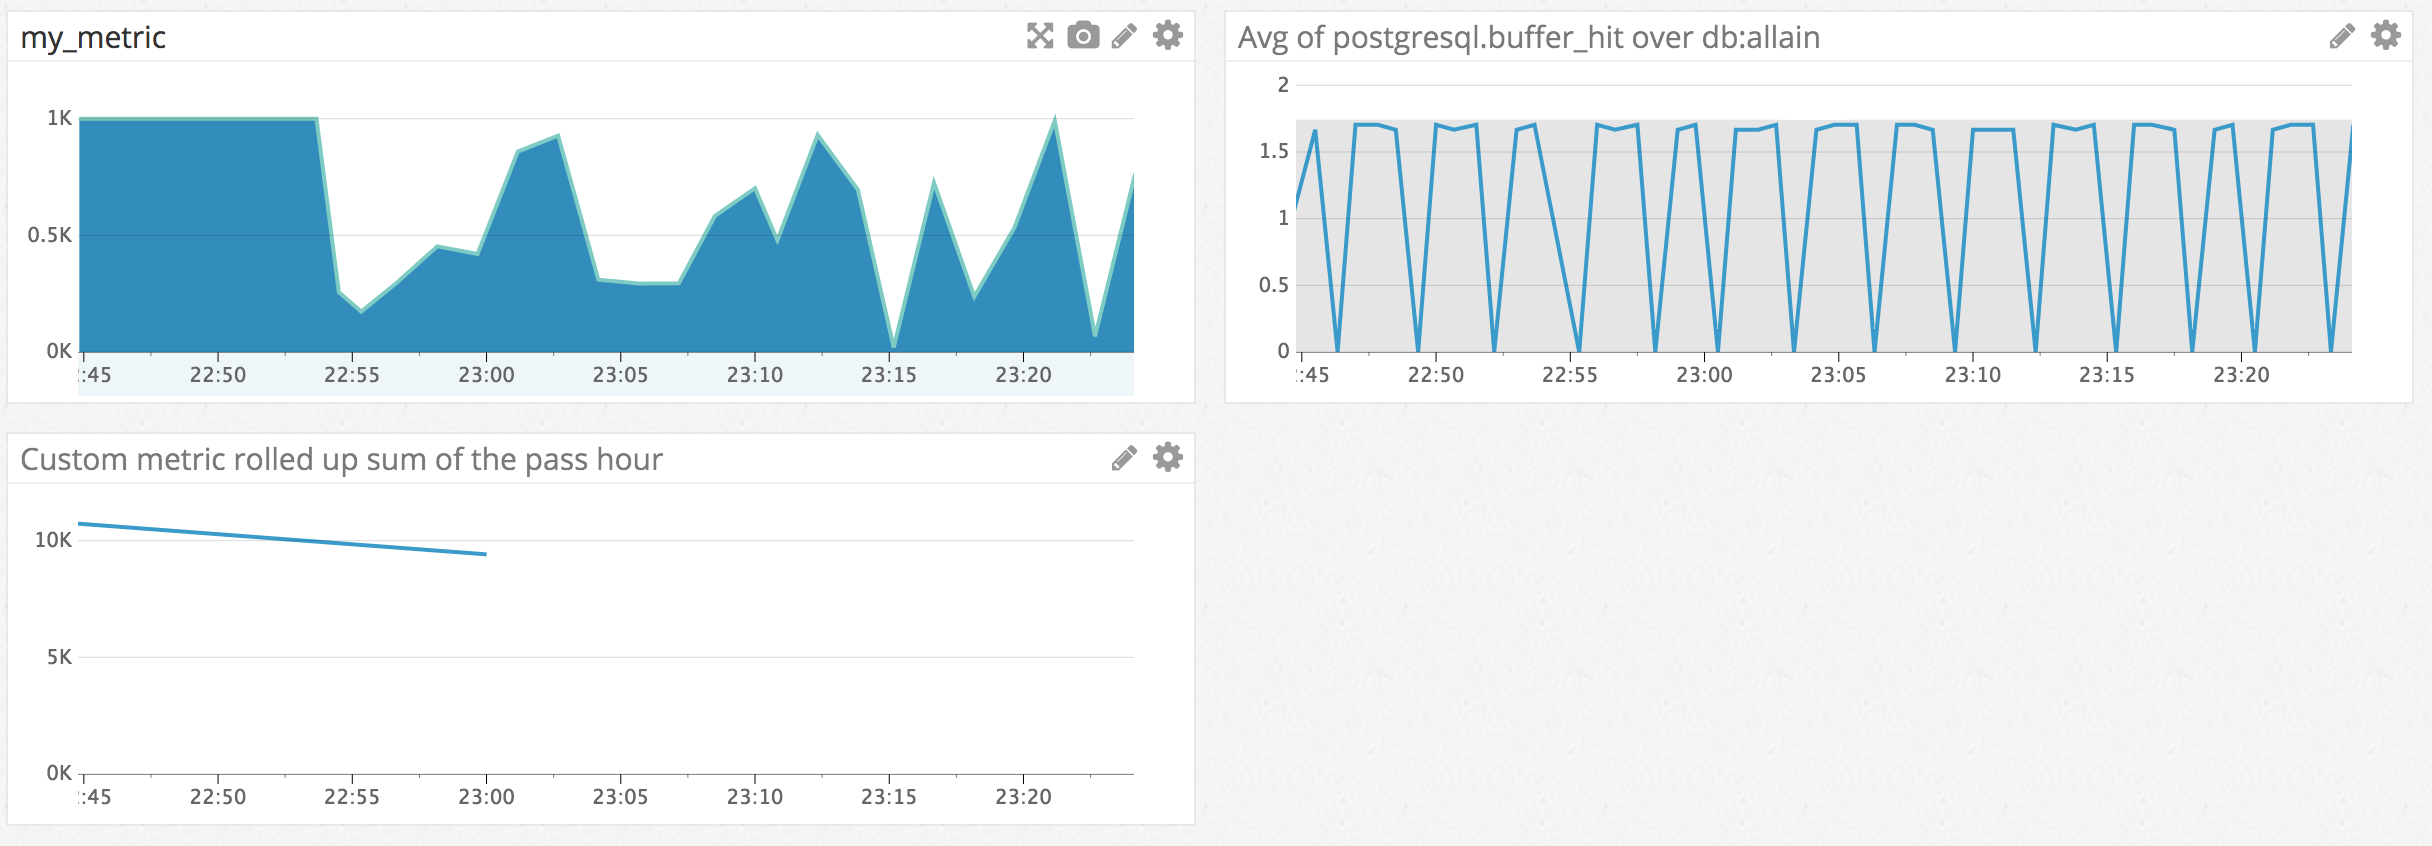 my_metric
1K
0.5K
0K
:45 22:50 22:55 23:00 23:05 23:10 23:15 23:20
Avg of postgresql.buffer_hit over db:allain
2
1.5
1
0.5
0
:45 22:50 22:55 23:00 23:05 23:10 23:15 23:20
Custom metric rolled up sum of the pass hour
10K
5K
0K
:45 22:50 22:55 23:00 23:05 23:10 23:15 23:20